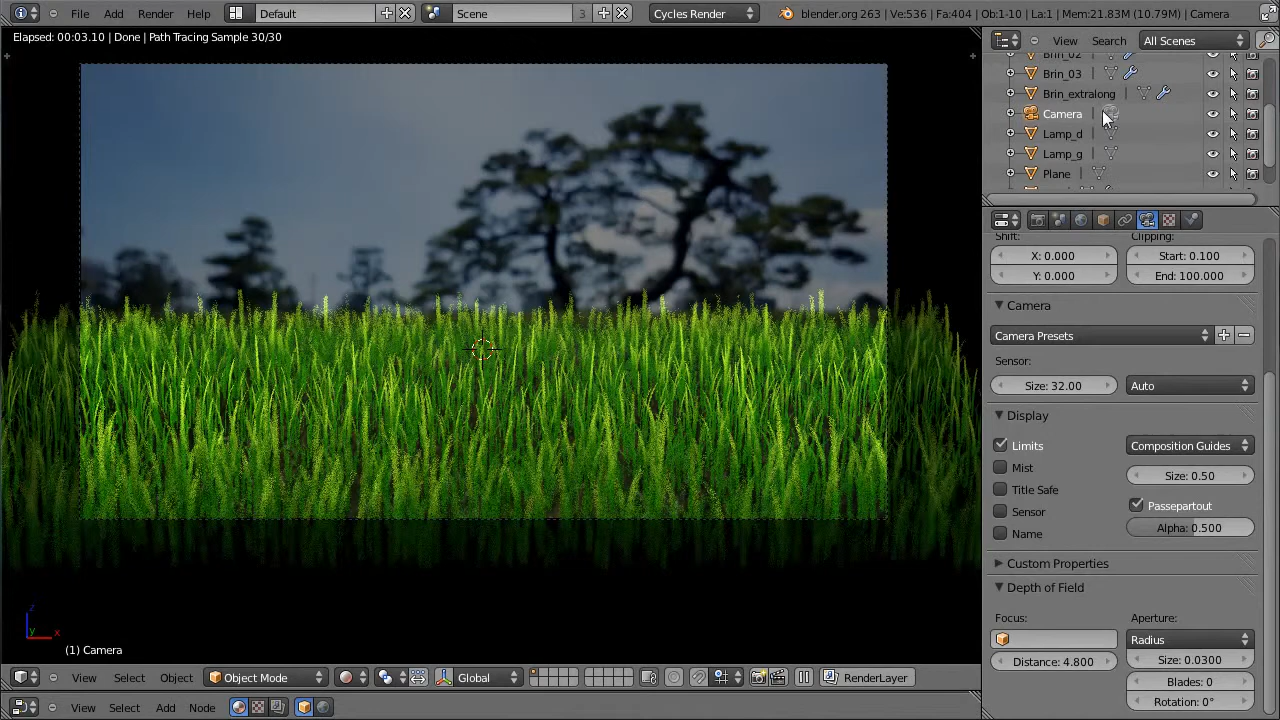 File Add Render Help Default Scene 3 Cycles Render blender.org 263 | Ve:536 | Fa:404 | Ob:1-10 | La:1 | Mem:21.83M (10.79M) | Camera
Elapsed: 00:03.10 | Done | Path Tracing Sample 30/30
View Search All Scenes
Brin_02
Brin_03
Brin_extralong
Camera
Lamp_d
Lamp_g
Plane
Shift: Clipping:
X: 0.000 Start: 0.100
Y: 0.000 End: 100.000
Camera
Camera Presets
Sensor:
Size: 32.00 Auto
Display
Limits Composition Guides
Mist Size: 0.50
Title Safe
Sensor Passepartout
Name Alpha: 0.500
Custom Properties
Depth of Field
Focus: Aperture:
Radius
Distance: 4.800 Size: 0.0300
Blades: 0
Rotation: 0°
z
y x
(1) Camera
View Select Object Object Mode Global RenderLayer
View Select Add Node